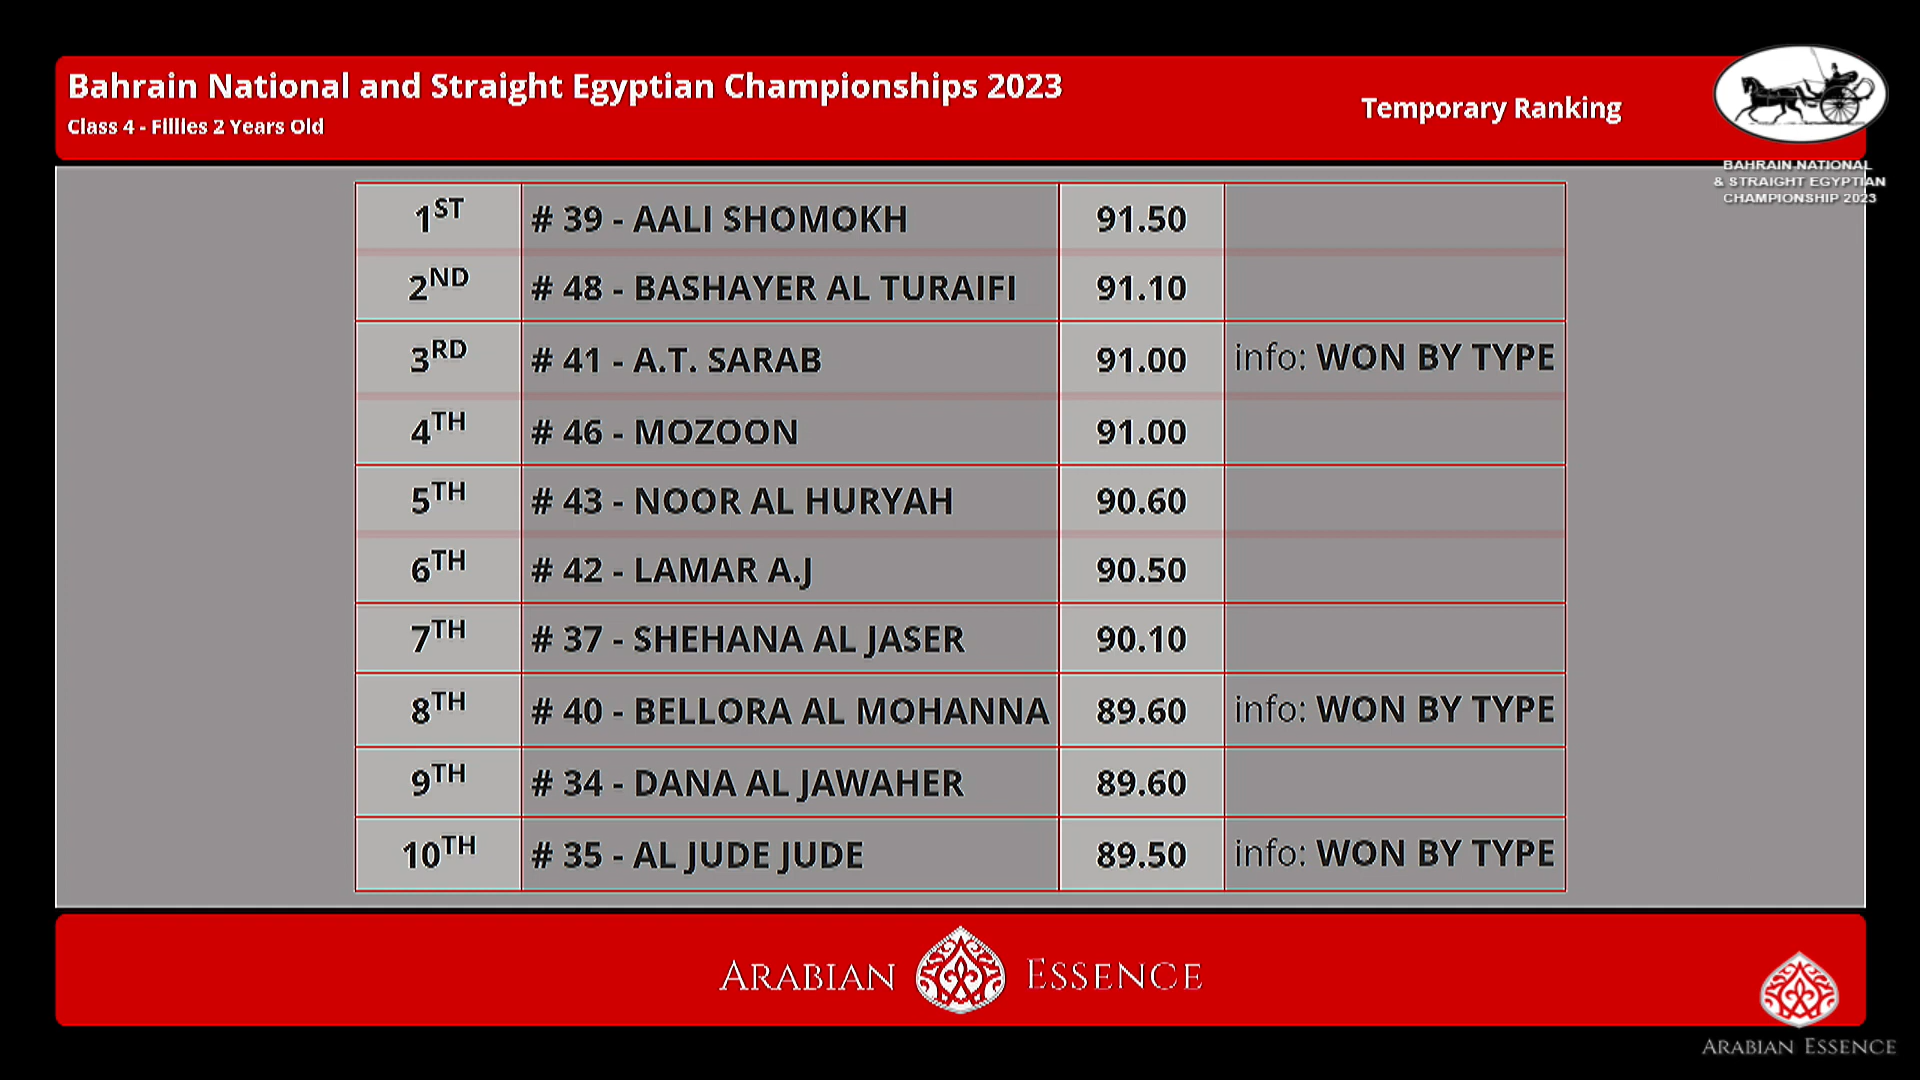 Bahrain National and Straight Egyptian Championships 2023
Class 4 - Fillies 2 Years Old
Temporary Ranking
BAHRAIN NATIONAL
& STRAIGHT EGYPTIAN
CHAMPIONSHIP 2023
1ST # 39 - AALI SHOMOKH 91.50
2ND # 48 - BASHAYER AL TURAIFI 91.10
3RD # 41 - A.T. SARAB 91.00 info: WON BY TYPE
4TH # 46 - MOZOON 91.00
5TH # 43 - NOOR AL HURYAH 90.60
6TH # 42 - LAMAR A.J 90.50
7TH # 37 - SHEHANA AL JASER 90.10
8TH # 40 - BELLORA AL MOHANNA 89.60 info: WON BY TYPE
9TH # 34 - DANA AL JAWAHER 89.60
10TH # 35 - AL JUDE JUDE 89.50 info: WON BY TYPE
ARABIAN ESSENCE
ARABIAN ESSENCE